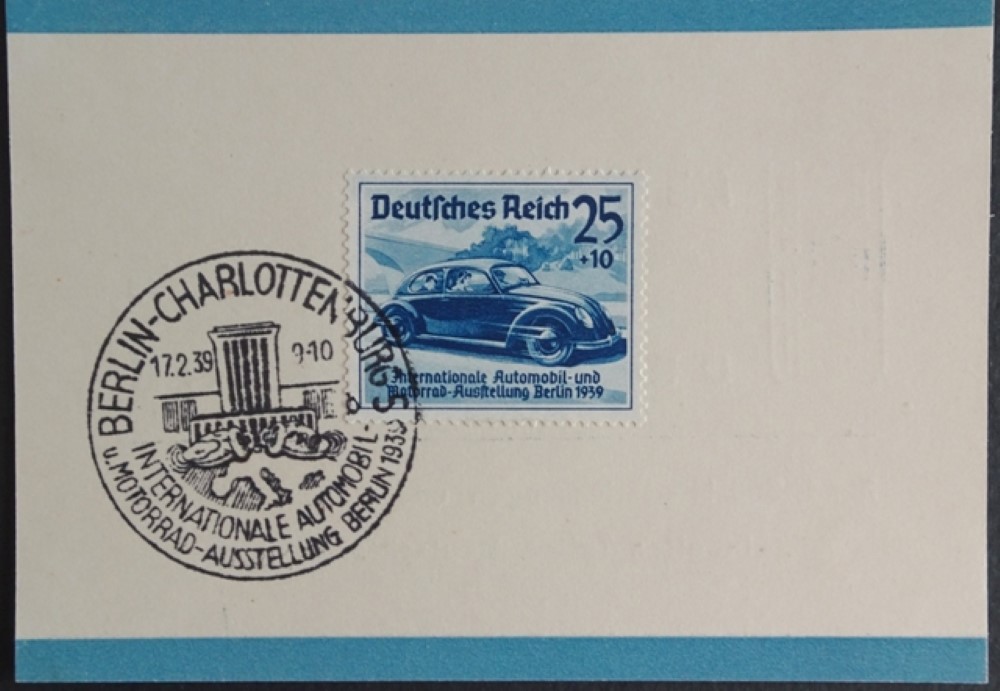 Deutsches Reich 25
+10
Internationale Automobil- und
Motorrad-Ausstellung Berlin 1939
BERLIN-CHARLOTTENBURG 5
17.2.39 9-10
b
INTERNATIONALE AUTOMOBIL-
u. MOTORRAD-AUSSTELLUNG BERLIN 1939